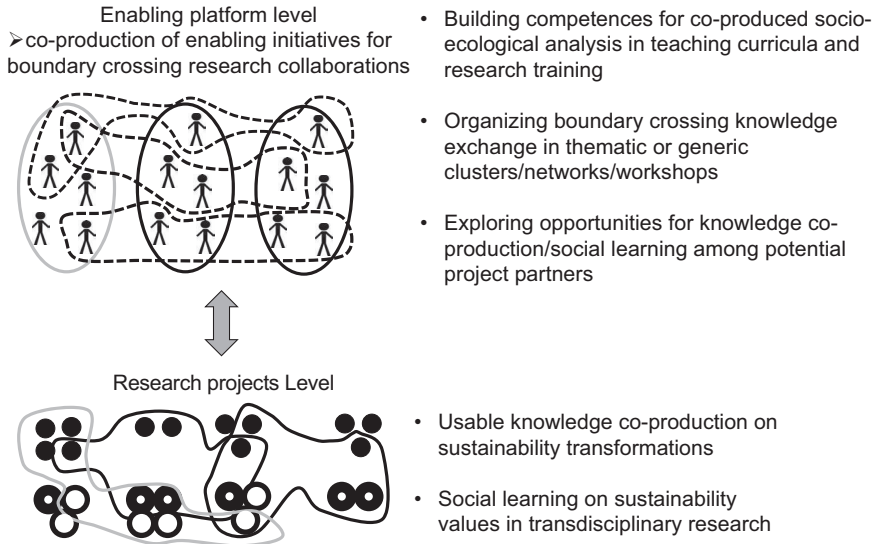 Enabling platform level
➢co-production of enabling initiatives for
boundary crossing research collaborations
• Building competences for co-produced socio-
ecological analysis in teaching curricula and
research training
• Organizing boundary crossing knowledge
exchange in thematic or generic
clusters/networks/workshops
• Exploring opportunities for knowledge co-
production/social learning among potential
project partners
Research projects Level
• Usable knowledge co-production on
sustainability transformations
• Social learning on sustainability
values in transdisciplinary research